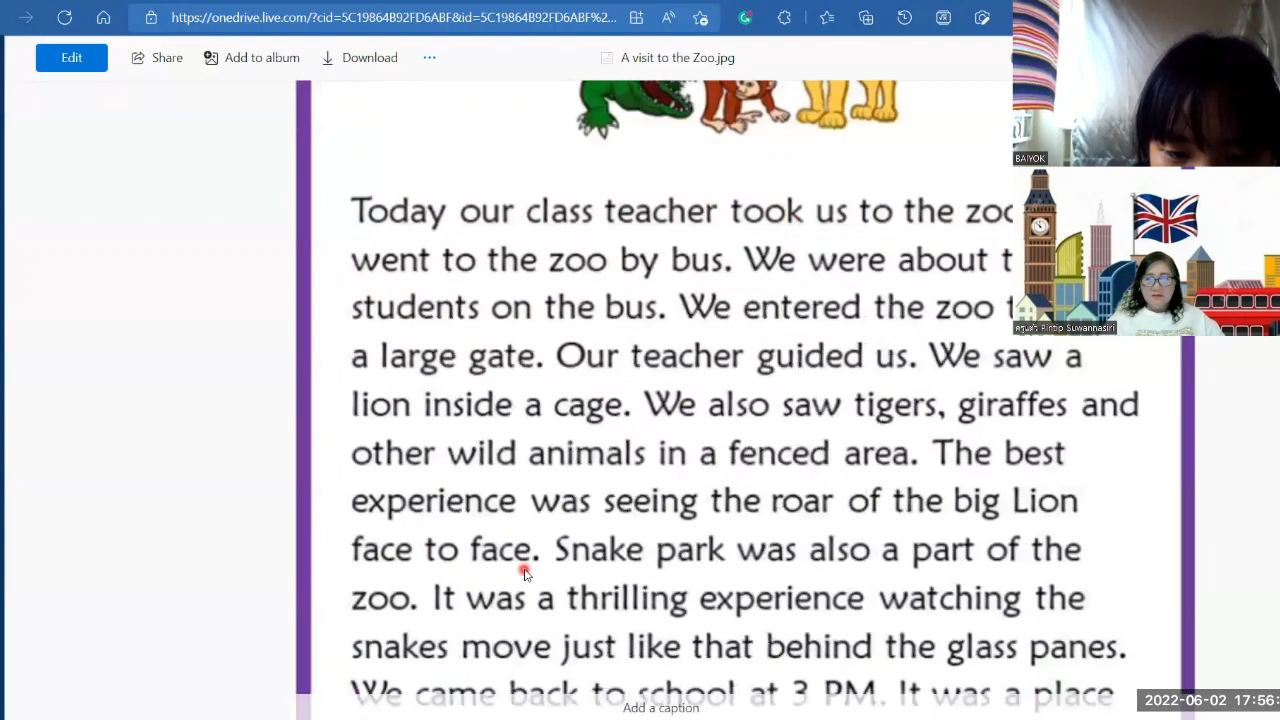 https://onedrive.live.com/?cid=5C19864B92FD6ABF&id=5C19864B92FD6ABF%2...
Edit
Share
Add to album
Download
...
A visit to the Zoo.jpg
BAIYOK
Today our class teacher took us to the
went to the zoo by bus. We were about
students on the bus. We entered the zoo
Pintip Suwannasiri
a large gate. Our teacher guided us. We saw a
lion inside a cage. We also saw tigers, giraffes and
other wild animals in a fenced area. The best
experience was seeing the roar of the big Lion
face to face. Snake park was also a part of the
zoo. It was a thrilling experience watching the
snakes move just like that behind the glass panes.
We came back to school at 3 PM. It was a place
Add a caption
2022-06-02 17:56: